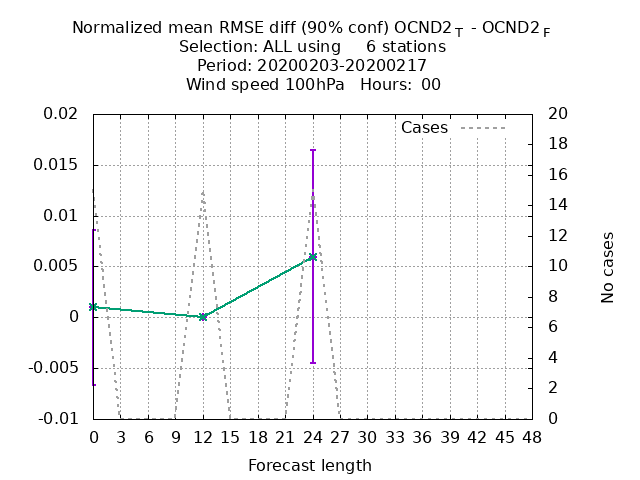 Normalized mean RMSE diff (90% conf) OCND2 T - OCND2 F
Selection: ALL using     6 stations
Period: 20200203-20200217
Wind speed 100hPa   Hours:  00
Cases
0.02
0.015
0.01
0.005
0
-0.005
-0.01
20
18
16
14
12
10
8
6
4
2
0
No cases
0 3 6 9 12 15 18 21 24 27 30 33 36 39 42 45 48
Forecast length